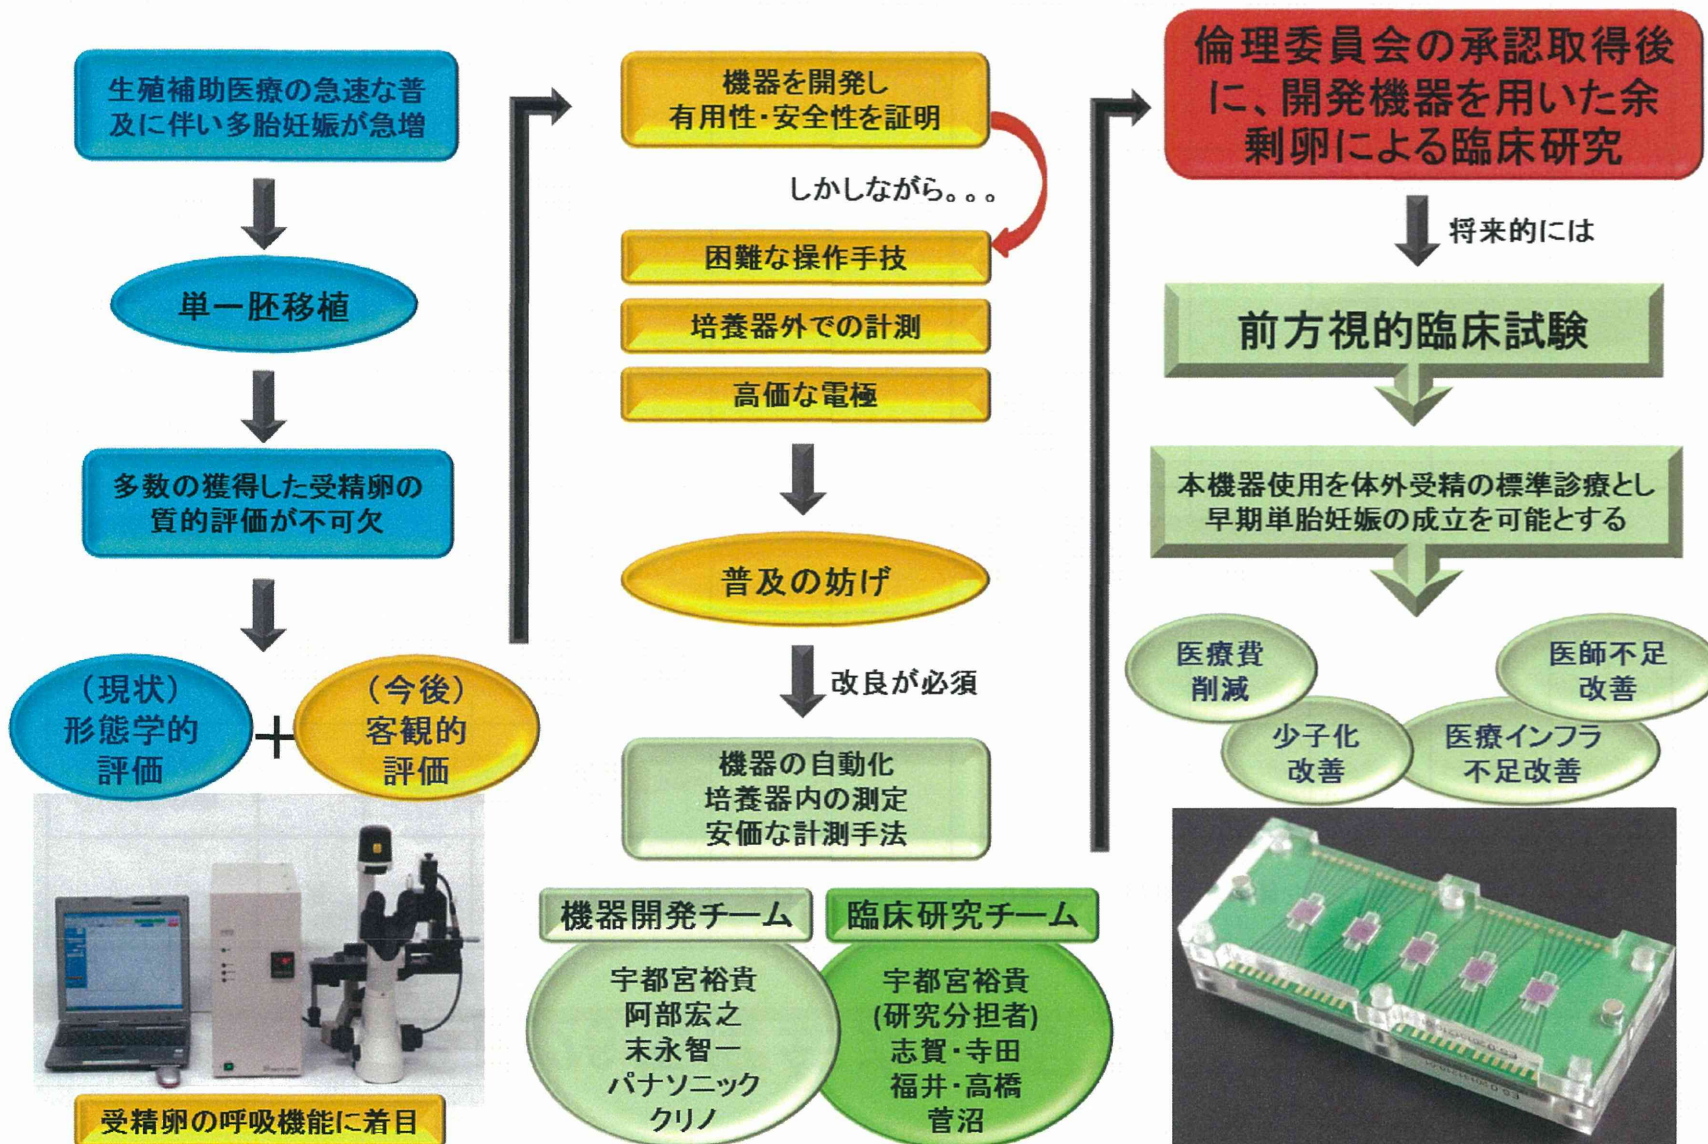 生殖補助医療の急速な普
及に伴い多胎妊娠が急増
単一胚移植
多数の獲得した受精卵の
質的評価が不可欠
(現状)
形態学的
評価
+
(今後)
客観的
評価
受精卵の呼吸機能に着目
機器を開発し
有用性・安全性を証明
しかしながら。。。
困難な操作手技
培養器外での計測
高価な電極
普及の妨げ
改良が必須
機器の自動化
培養器内の測定
安価な計測手法
機器開発チーム
宇都宮裕貴
阿部宏之
末永智一
パナソニック
クリノ
臨床研究チーム
宇都宮裕貴
(研究分担者)
志賀・寺田
福井・高橋
菅沼
倫理委員会の承認取得後
に、開発機器を用いた余
剰卵による臨床研究
将来的には
前方視的臨床試験
本機器使用を体外受精の標準診療とし
早期単胎妊娠の成立を可能とする
医療費
削減
医師不足
改善
少子化
改善
医療インフラ
不足改善